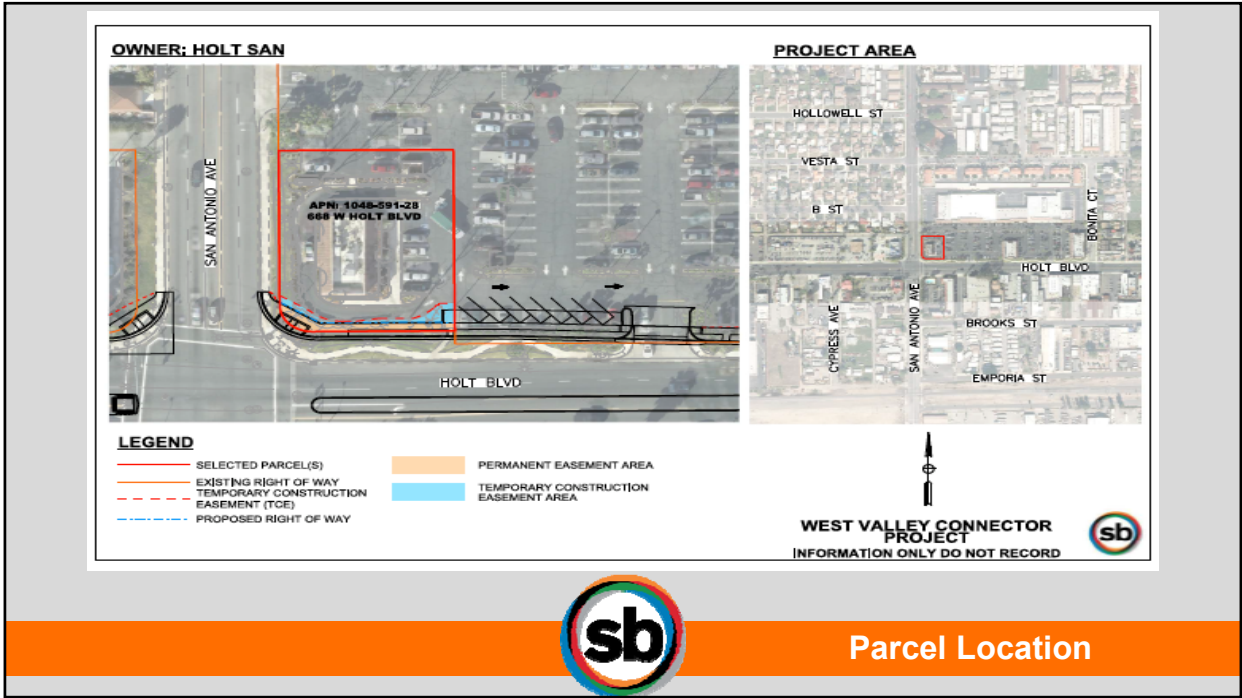 OWNER: HOLT SAN
PROJECT AREA
SAN ANTONIO AVE
APN: 1048-591-28
668 W HOLT BLVD
HOLT BLVD
HOLLOWELL ST
VESTA ST
B ST
BONITA CT
HOLT BLVD
CYPRESS AVE
SAN ANTONIO AVE
BROOKS ST
EMPORIA ST
LEGEND
SELECTED PARCEL(S)
EXISTING RIGHT OF WAY
TEMPORARY CONSTRUCTION
EASEMENT (TCE)
PROPOSED RIGHT OF WAY
PERMANENT EASEMENT AREA
TEMPORARY CONSTRUCTION
EASEMENT AREA
WEST VALLEY CONNECTOR
PROJECT
INFORMATION ONLY DO NOT RECORD
sb
sb
Parcel Location